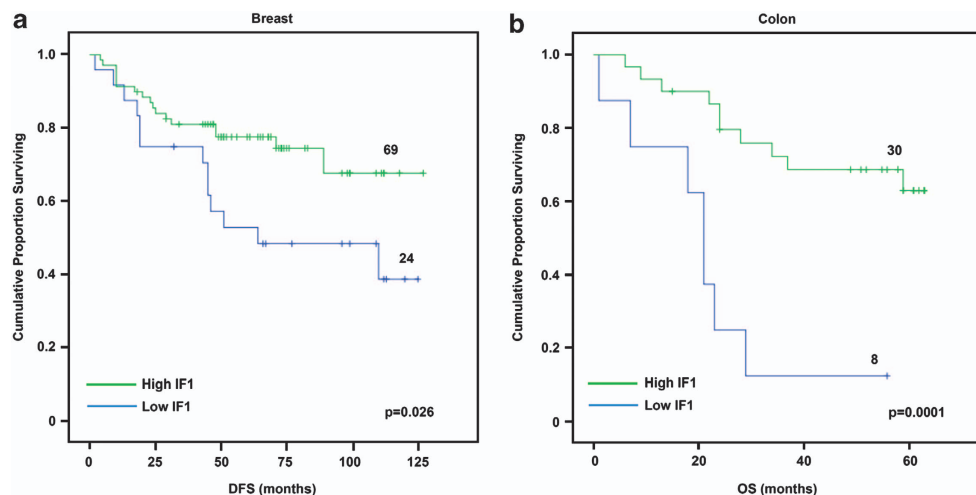 a
Breast
Cumulative Proportion Surviving
1.0
0.8
0.6
0.4
0.2
0
69
24
High IF1
Low IF1
p=0.026
0 25 50 75 100 125
DFS (months)
b
Colon
Cumulative Proportion Surviving
1.0
0.8
0.6
0.4
0.2
0
30
8
High IF1
Low IF1
p=0.0001
0 20 40 60
OS (months)